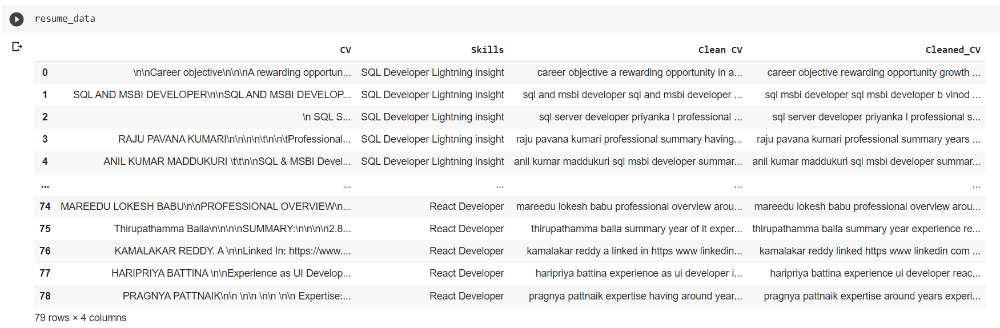 resume_data
CV Skills Clean CV Cleaned_CV
0 \n\nCareer objective\n\n\nA rewarding opportun... SQL Developer Lightning insight career objective a rewarding opportunity in a... career objective rewarding opportunity growth ...
1 SQL AND MSBI DEVELOPER\n\nSQL AND MSBI DEVELOP... SQL Developer Lightning insight sql and msbi developer sql and msbi developer ... sql msbi developer sql msbi developer b vinod ...
2 \n SQL S... SQL Developer Lightning insight sql server developer priyanka l professional ... sql server developer priyanka l professional s...
3 RAJU PAVANA KUMARI\n\n\n\n\t\n\n\tProfessional... SQL Developer Lightning insight raju pavana kumari professional summary having... raju pavana kumari professional summary years ...
4 ANIL KUMAR MADDUKURI \t\t\n\nSQL & MSBI Devel... SQL Developer Lightning insight anil kumar maddukuri sql msbi developer summar... anil kumar maddukuri sql msbi developer summar...
... ... ... ... ...
74 MAREEDU LOKESH BABU\n\nPROFESSIONAL OVERVIEW\n... React Developer mareedu lokesh babu professional overview arou... mareedu lokesh babu professional overview arou...
75 Thirupathamma Balla\n\n\n\nSUMMARY:\n\n\n\n2.8... React Developer thirupathamma balla summary year of it exper... thirupathamma balla summary year experience re...
76 KAMALAKAR REDDY. A \n\nLinked In: https://www.... React Developer kamalakar reddy a linked in https www linkedin... kamalakar reddy linked https www linkedin com ...
77 HARIPRIYA BATTINA \n\nExperience as UI Develop... React Developer haripriya battina experience as ui developer i... haripriya battina experience ui developer reac...
78 PRAGNYA PATTNAIK\n\n \n\n \n\n \n\n Expertise:... React Developer pragnya pattnaik expertise having around year... pragnya pattnaik expertise around years experi...
79 rows × 4 columns